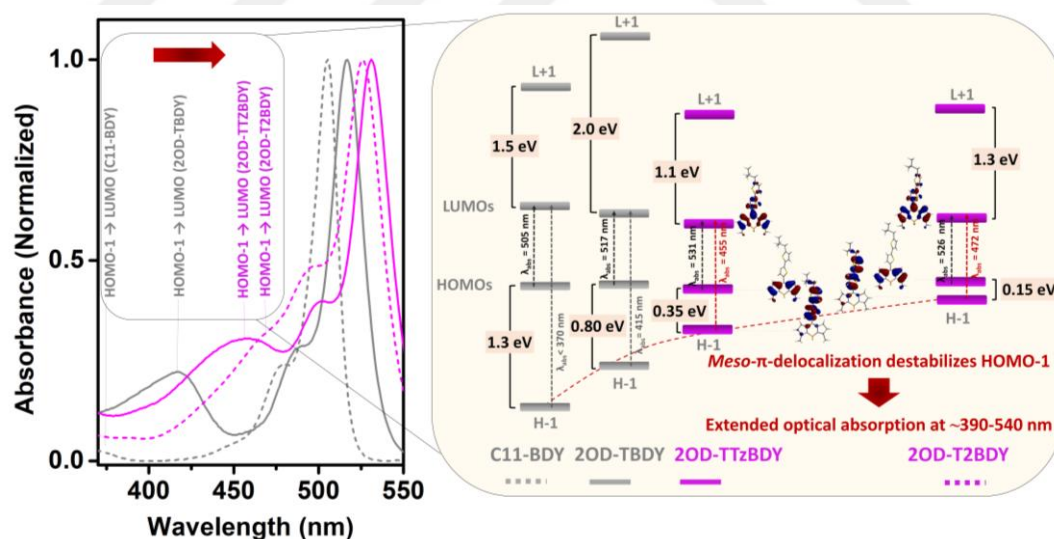 Absorbance (Normalized)
1.0
0.5
0.0
400
450
500
550
Wavelength (nm)
HOMO-1 → LUMO (C11-BDY)
HOMO-1 → LUMO (2OD-TBDY)
HOMO-1 → LUMO (2OD-TTZBDY)
HOMO-1 → LUMO (2OD-T2BDY)
L+1
L+1
L+1
L+1
1.5 eV
2.0 eV
1.1 eV
1.3 eV
LUMOs
λabs = 505 nm
λabs = 517 nm
λabs = 531 nm
λabs = 455 nm
λabs = 526 nm
λabs = 472 nm
HOMOs
1.3 eV
0.80 eV
0.35 eV
0.15 eV
λabs < 370 nm
λabs = 415 nm
H-1
H-1
H-1
H-1
Meso-π-delocalization destabilizes HOMO-1
Extended optical absorption at ~390-540 nm
C11-BDY 2OD-TBDY 2OD-TTzBDY 2OD-T2BDY